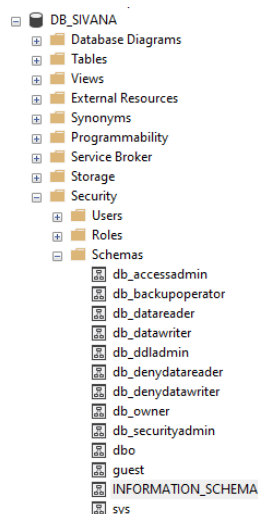 DB_SIVANA
Database Diagrams
Tables
Views
External Resources
Synonyms
Programmability
Service Broker
Storage
Security
Users
Roles
Schemas
db_accessadmin
db_backupoperator
db_datareader
db_datawriter
db_ddladmin
db_denydatareader
db_denydatawriter
db_owner
db_securityadmin
dbo
guest
INFORMATION_SCHEMA
sys